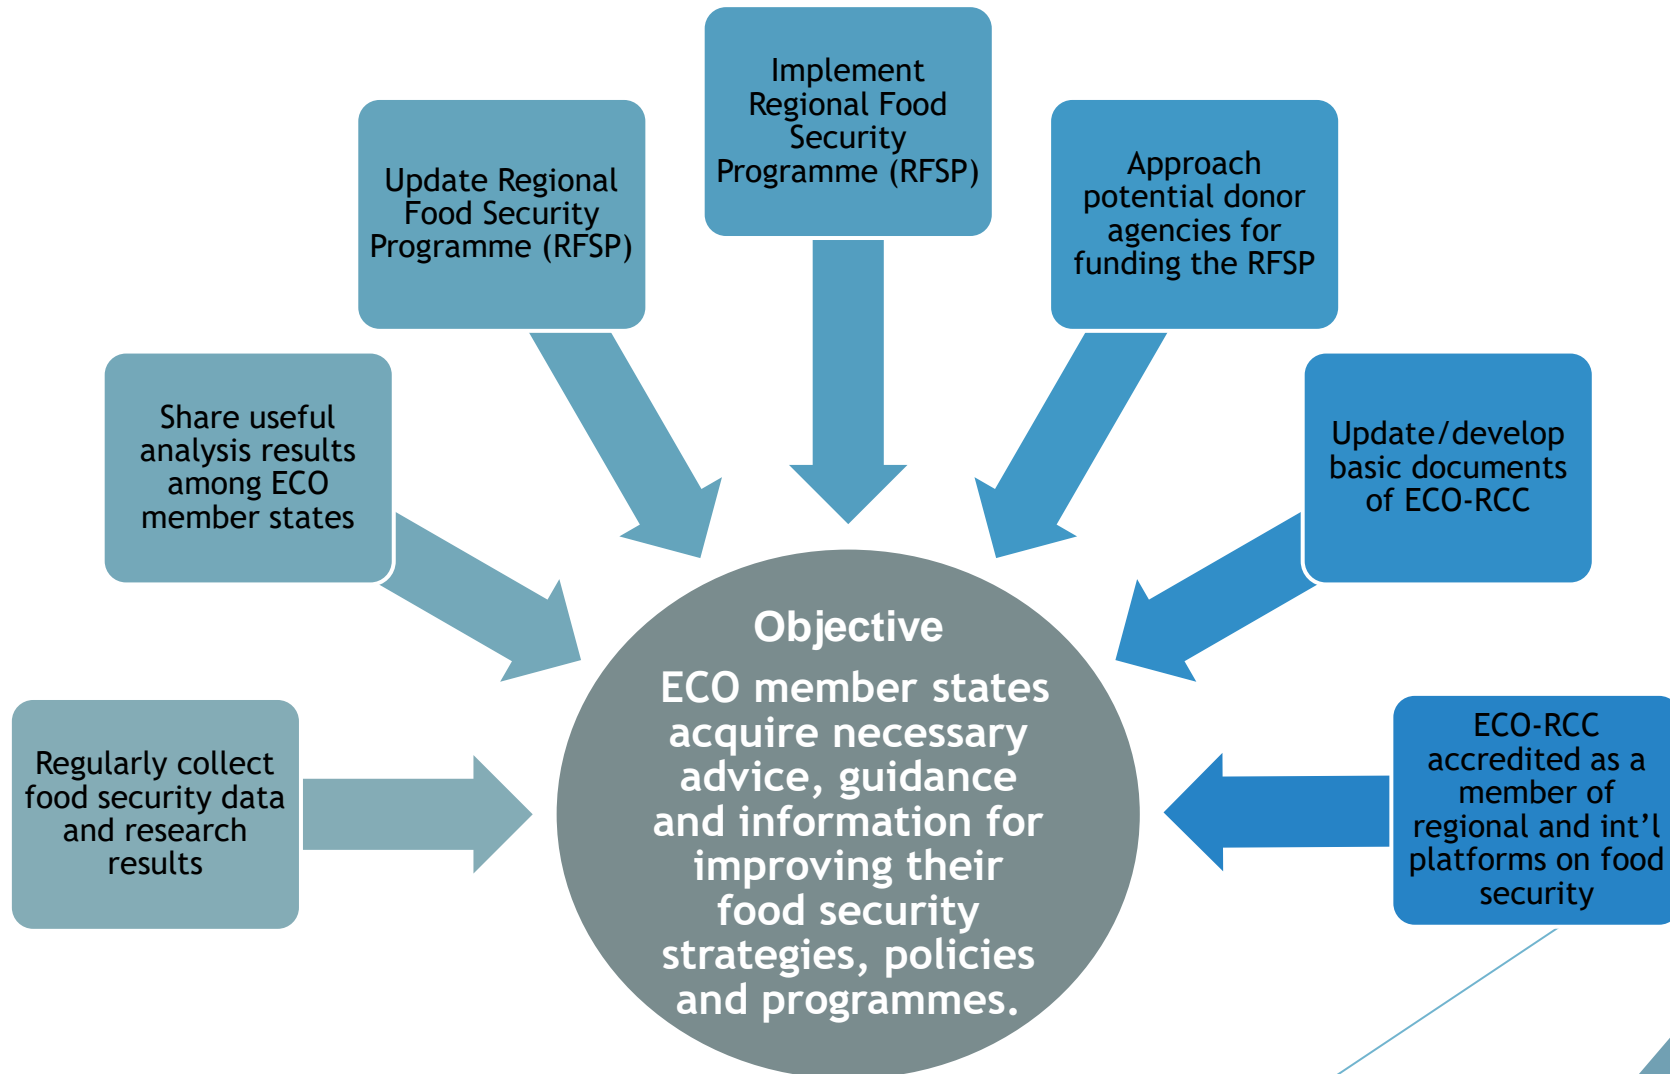 Implement
Regional Food
Security
Programme (RFSP)
Update Regional
Food Security
Programme (RFSP)
Approach
potential donor
agencies for
funding the RFSP
Share useful
analysis results
among ECO
member states
Update/develop
basic documents
of ECO-RCC
Regularly collect
food security data
and research
results
ECO-RCC
accredited as a
member of
regional and int’l
platforms on food
security
Objective
ECO member states
acquire necessary
advice, guidance
and information for
improving their
food security
strategies, policies
and programmes.